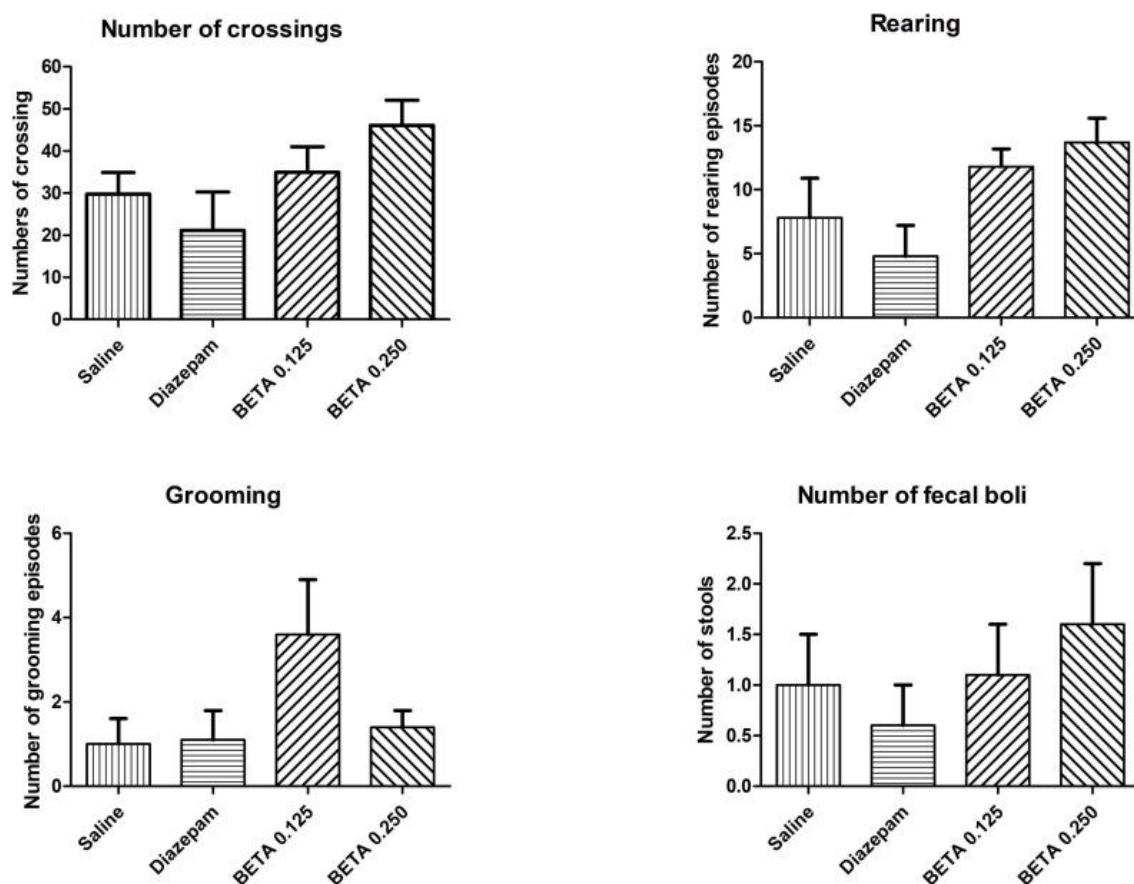 Number of crossings
Numbers of crossing
60
50
40
30
20
10
0
Saline
Diazepam
BETA 0.125
BETA 0.250
Rearing
Number of rearing episodes
20
15
10
5
0
Saline
Diazepam
BETA 0.125
BETA 0.250
Grooming
Number of grooming episodes
6
4
2
0
Saline
Diazepam
BETA 0.125
BETA 0.250
Number of fecal boli
Number of stools
2.5
2.0
1.5
1.0
0.5
0.0
Saline
Diazepam
BETA 0.125
BETA 0.250